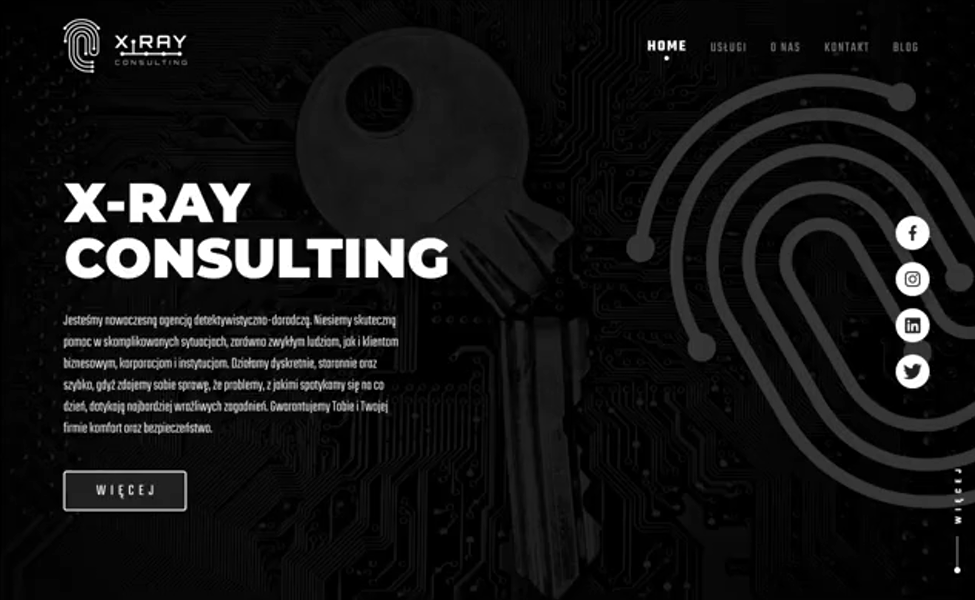 X-RAY
CONSULTING
HOME
USŁUGI
O NAS
KONTAKT
BLOG
X-RAY
CONSULTING
Jesteśmy nowoczesną agencją detektywistyczno-doradczą. Niesiemy skuteczną
pomoc w skomplikowanych sytuacjach, zarówno zwykłym ludziom, jak i klientom
biznesowym, korporacjom i instytucjom. Działamy dyskretnie, starannie oraz
szybko, gdyż zdajemy sobie sprawę, że problemy, z jakimi spotykamy się na co
dzień, dotykają najbardziej wrażliwych zagadnień. Gwarantujemy Tobie i Twojej
firmie komfort oraz bezpieczeństwo.
WIĘCEJ
WIĘCEJ